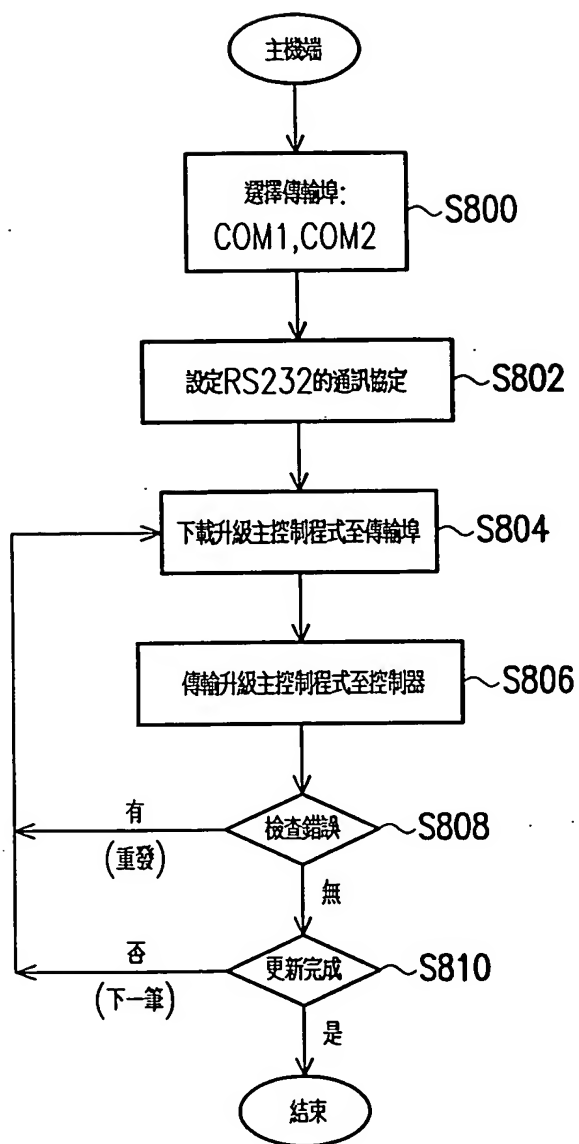 主機端
選擇傳輸埠:
COM1,COM2
S800
設定RS232的通訊協定
S802
下載升級主控制程式至傳輸埠
S804
傳輸升級主控制程式至控制器
S806
有
(重發)
檢查錯誤
S808
無
否
(下一筆)
更新完成
S810
是
結束